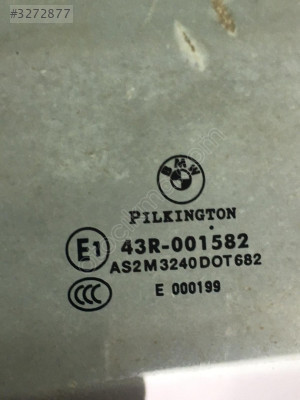 #3272877
BMW
PILKINGTON
E1 43R-001582
AS2M3240DOT682
CCC E 000199